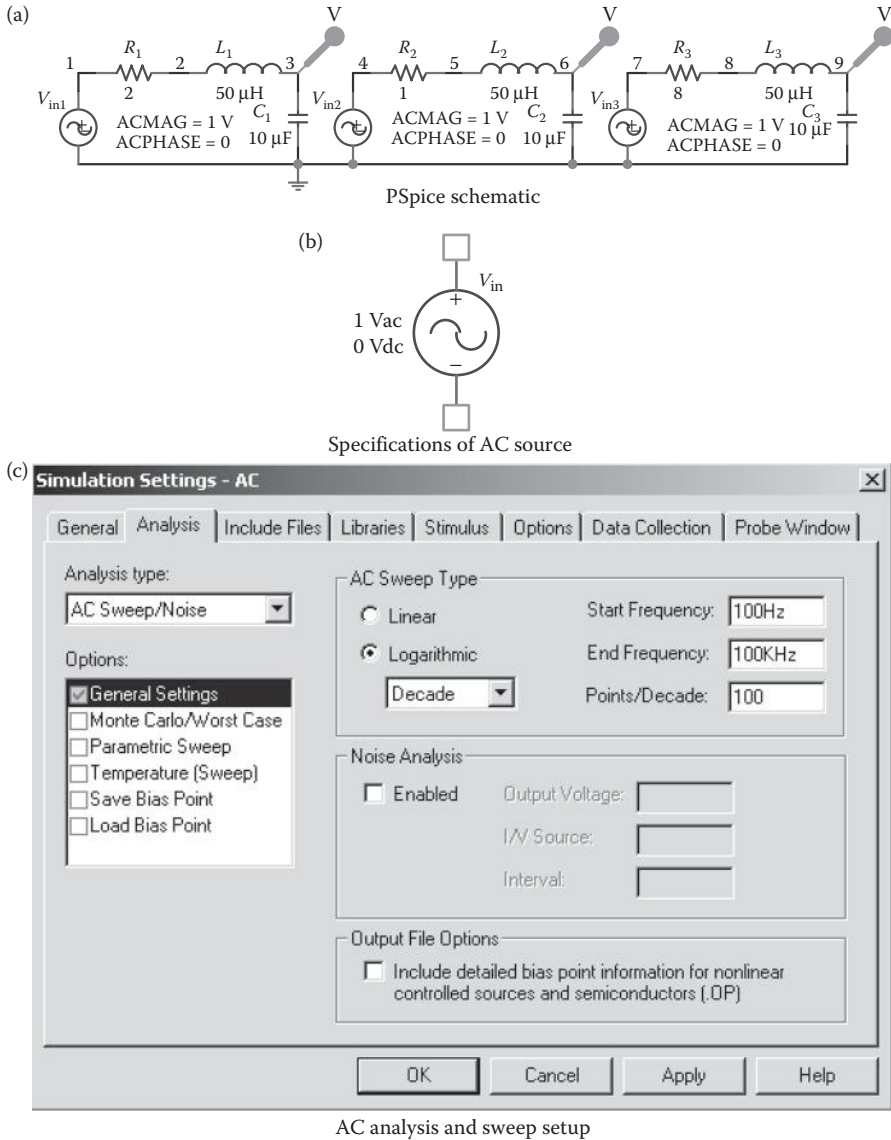 (a)
V V V
1 R1 2 L1 3 4 R2 5 L2 6 7 R3 8 L3 9
2 50 μH 1 50 μH 8 50 μH
Vin1 C1 Vin2 C2 Vin3 C3
ACMAG = 1 V 10 μF ACMAG = 1 V 10 μF ACMAG = 1 V 10 μF
ACPHASE = 0 ACPHASE = 0 ACPHASE = 0
PSpice schematic
(b)
Vin
+
1 Vac
0 Vdc
−
Specifications of AC source
(c)
Simulation Settings - AC
General Analysis Include Files Libraries Stimulus Options Data Collection Probe Window
Analysis type:
AC Sweep/Noise
Options:
General Settings
Monte Carlo/Worst Case
Parametric Sweep
Temperature (Sweep)
Save Bias Point
Load Bias Point
AC Sweep Type
Linear
Logarithmic
Decade
Start Frequency: 100Hz
End Frequency: 100KHz
Points/Decade: 100
Noise Analysis
Enabled
Output Voltage:
I/V Source:
Interval:
Output File Options
Include detailed bias point information for nonlinear
controlled sources and semiconductors (.OP)
OK Cancel Apply Help
AC analysis and sweep setup